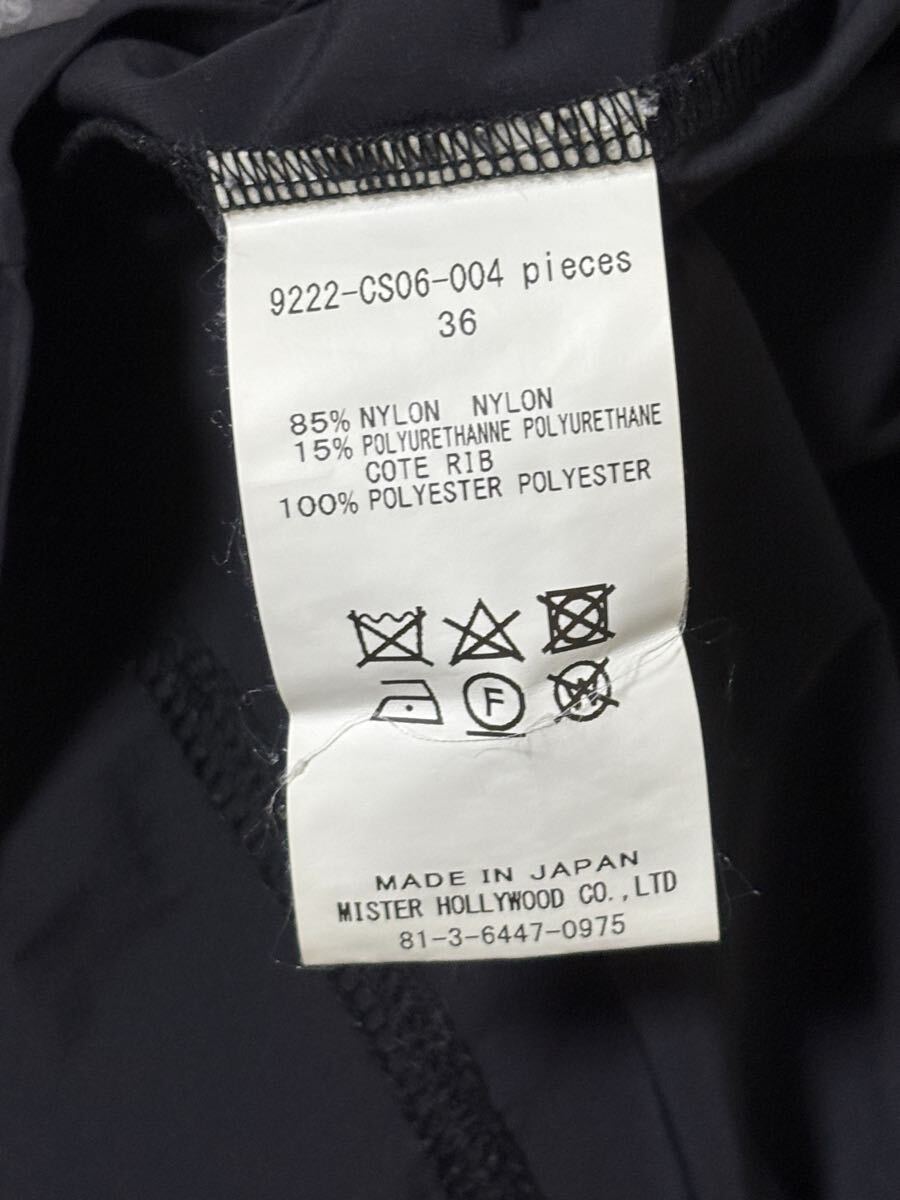 9222-CS06-004 pieces
36
85% NYLON NYLON
15% POLYURETHANNE POLYURETHANE
COTE RIB
100% POLYESTER POLYESTER
F
W
MADE IN JAPAN
MISTER HOLLYWOOD CO.,LTD
81-3-6447-0975